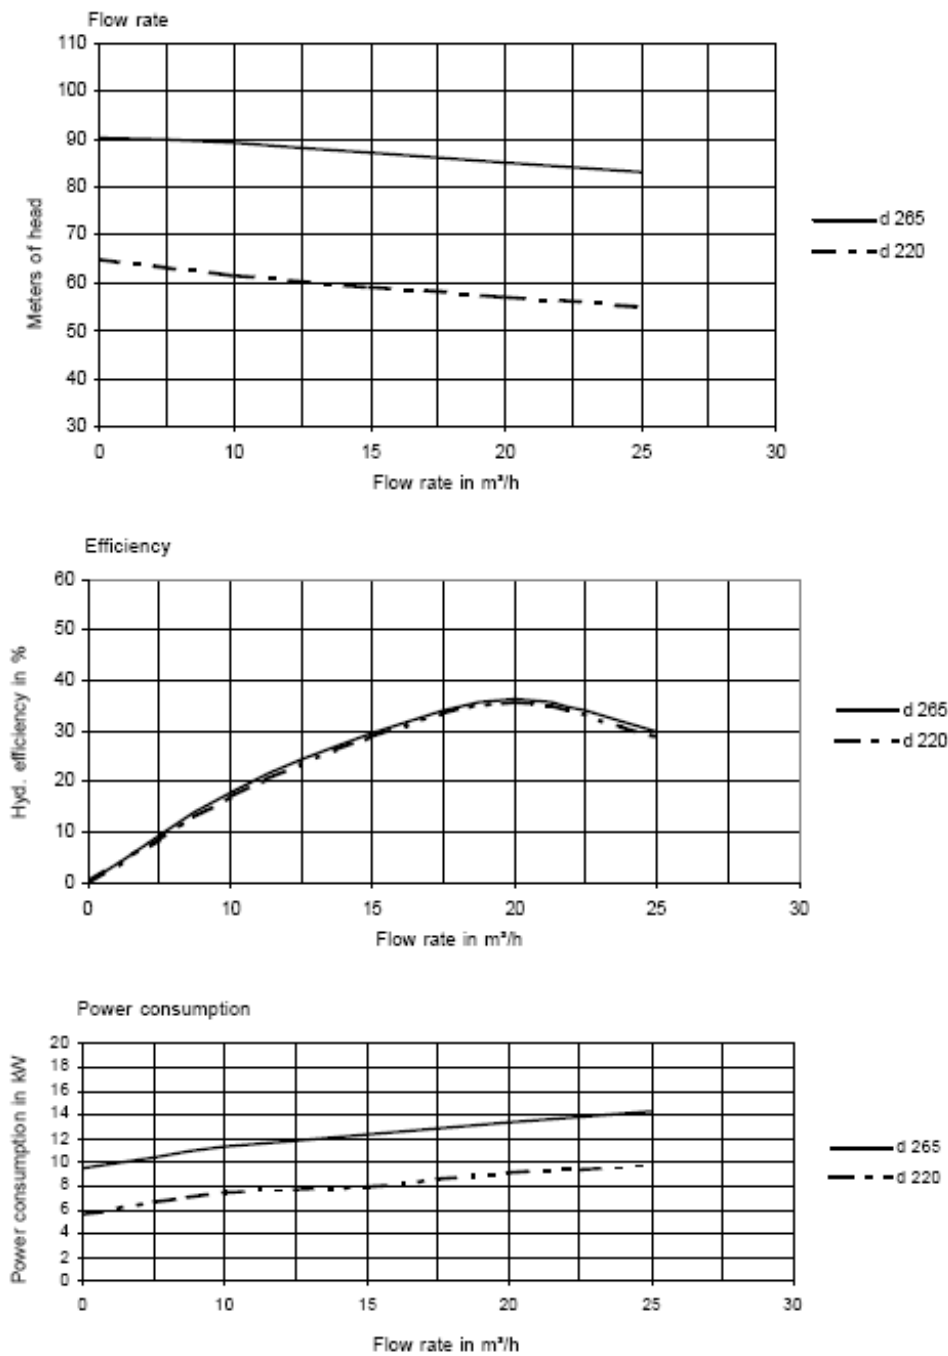 Flow rate
110
100
90
80
70
60
50
40
30
Meters of head
0 10 15 20 25 30
Flow rate in m³/h
d 265
d 220
Efficiency
60
50
40
30
20
10
0
Hyd. efficiency in %
0 10 15 20 25 30
Flow rate in m³/h
d 265
d 220
Power consumption
20
18
16
14
12
10
8
6
4
2
0
Power consumption in kW
0 10 15 20 25 30
Flow rate in m³/h
d 265
d 220